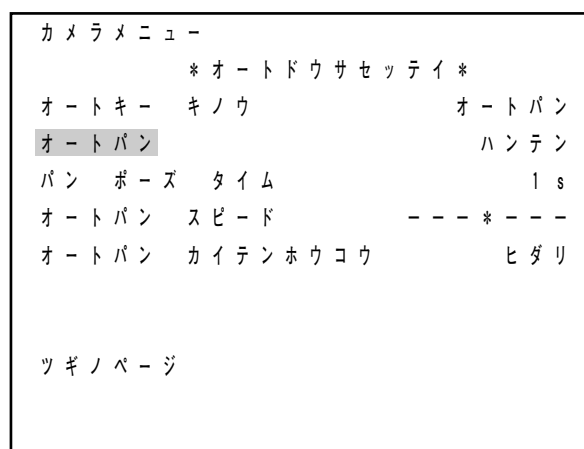 カメラメニュー
*オートドウサセッテイ*
オートキー キノウ オートパン
オートパン ハンテン
パン ポーズ タイム 1s
オートパン スピード ---*---
オートパン カイテンホウコウ ヒダリ
ツギノページ